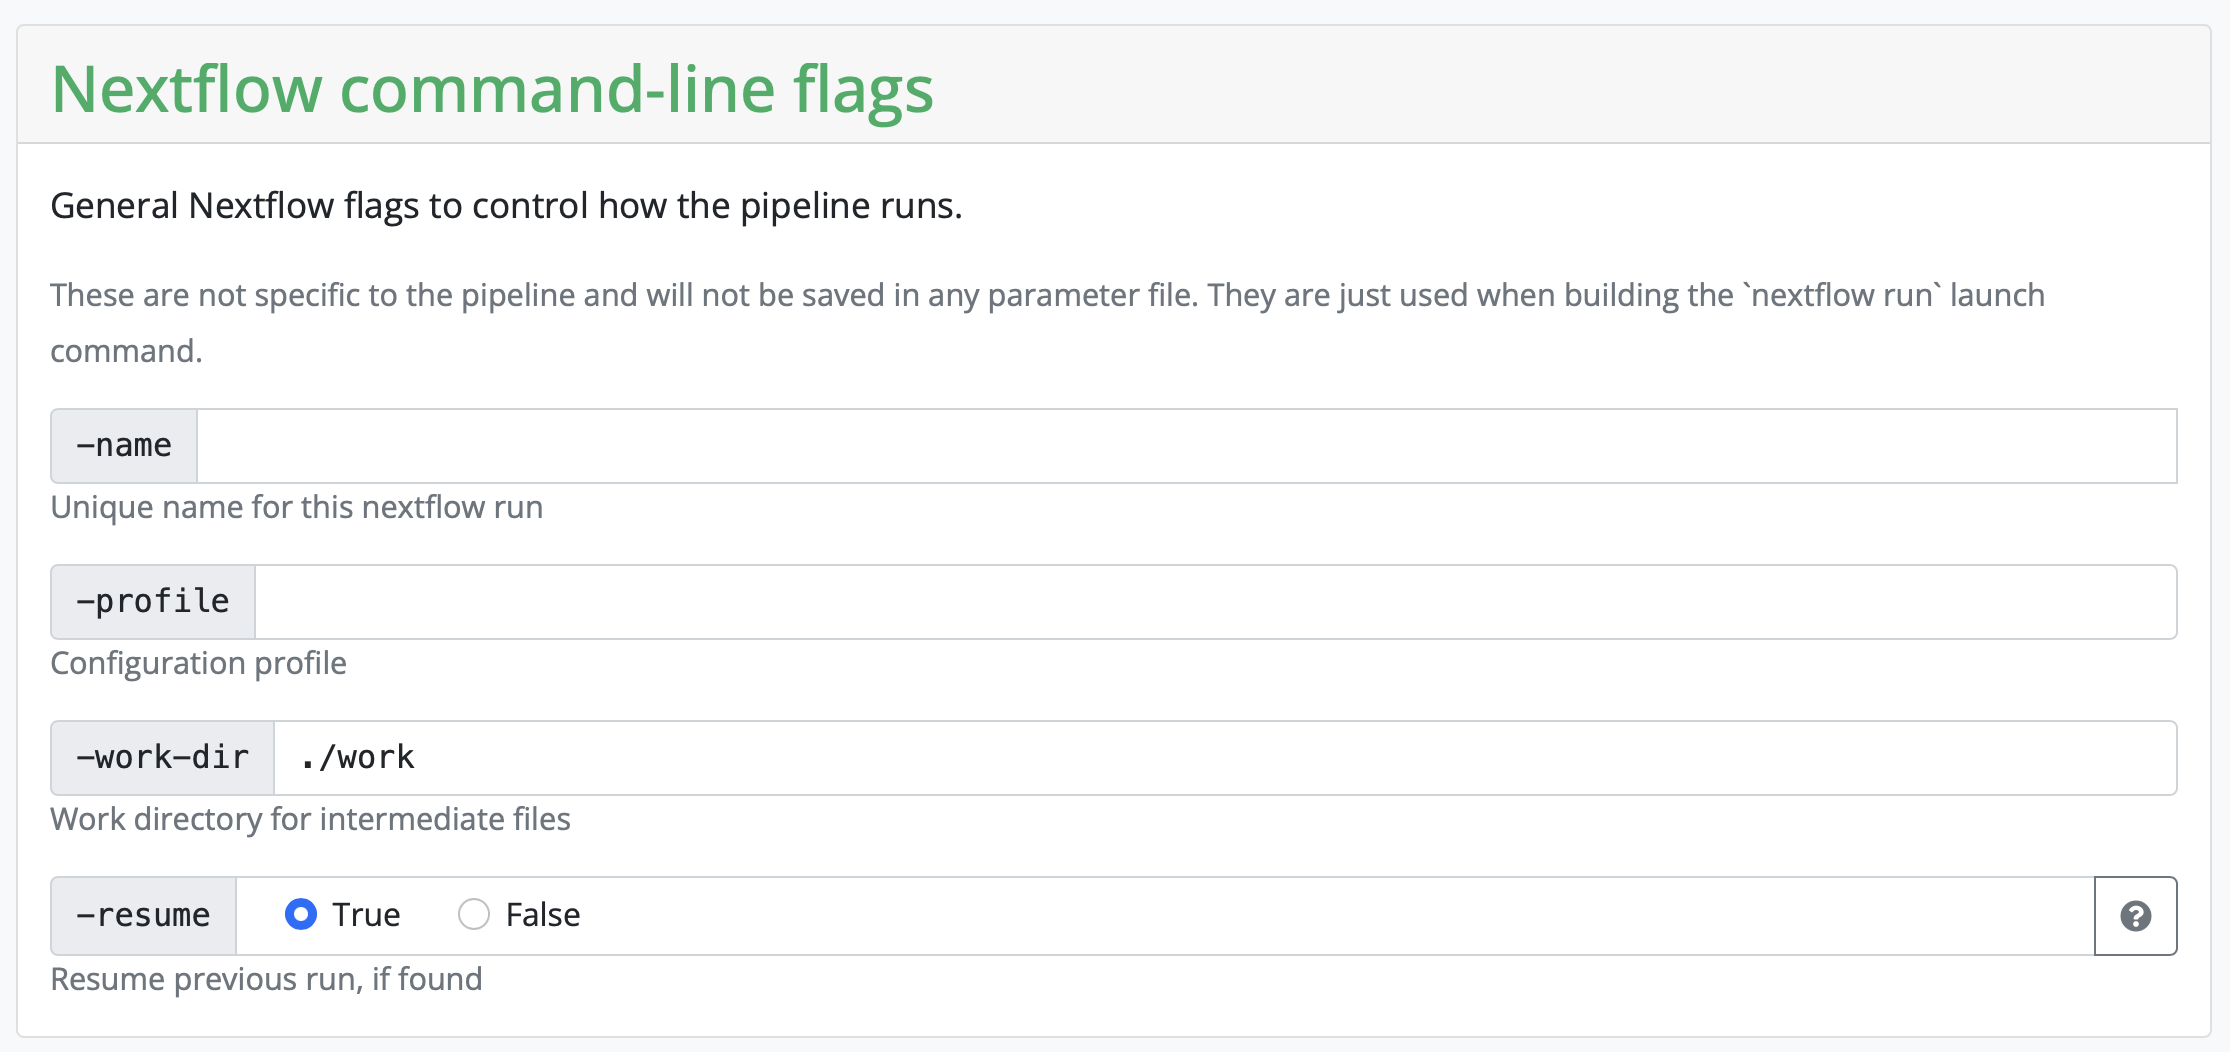 Nextflow command-line flags
General Nextflow flags to control how the pipeline runs.
These are not specific to the pipeline and will not be saved in any parameter file. They are just used when building the `nextflow run` launch
command.
-name
Unique name for this nextflow run
-profile
Configuration profile
-work-dir ./work
Work directory for intermediate files
-resume True False ?
Resume previous run, if found